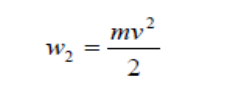 w₂ = mv²/2